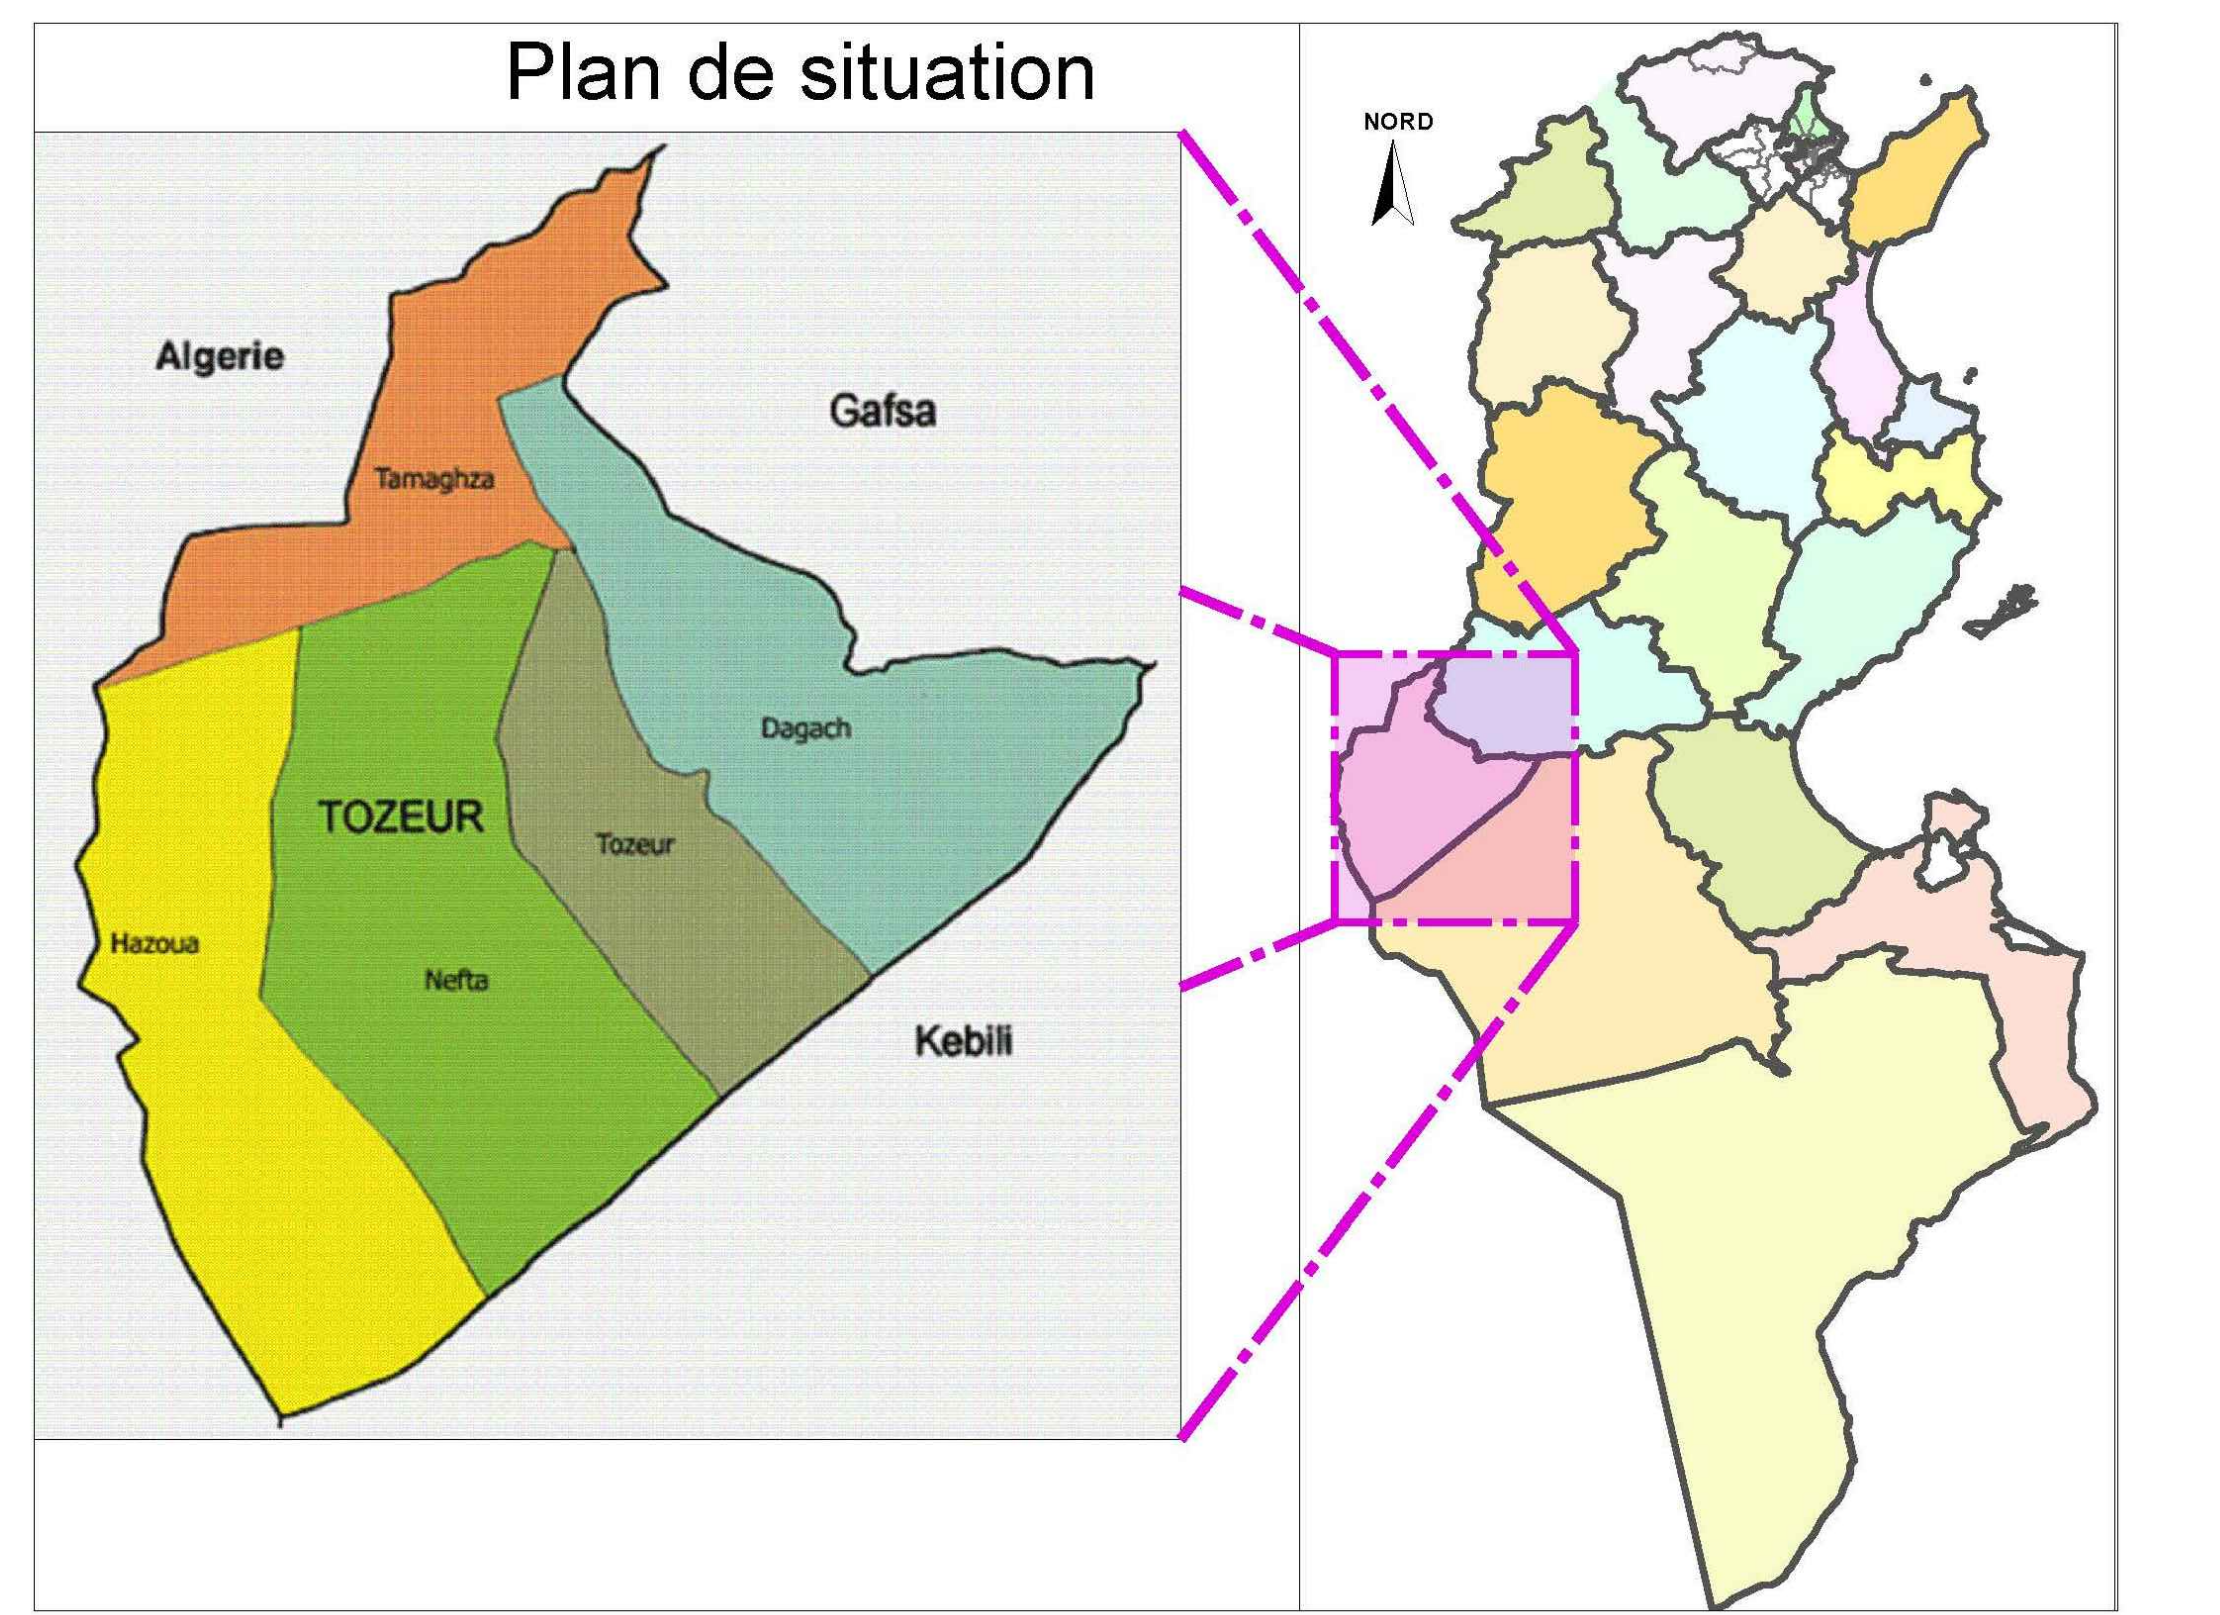 Plan de situation
NORD
Algerie
Gafsa
Tamaghza
Dagach
TOZEUR
Tozeur
Hazoua
Nefta
Kebili